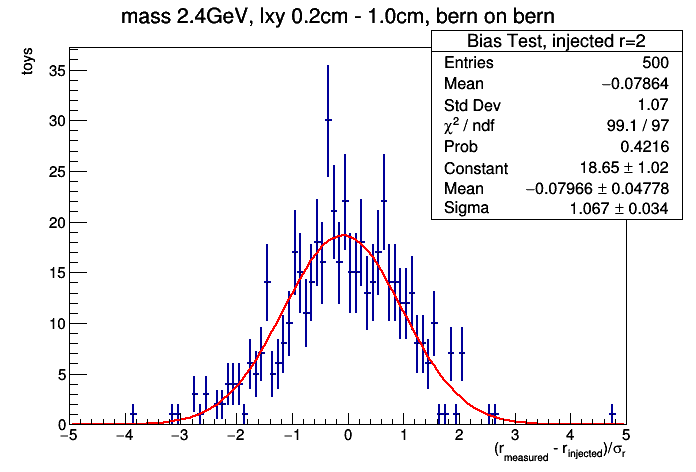 mass 2.4GeV, lxy 0.2cm - 1.0cm, bern on bern
Bias Test, injected r=2
Entries 500
Mean −0.07864
Std Dev 1.07
χ² / ndf 99.1 / 97
Prob 0.4216
Constant 18.65 ± 1.02
Mean −0.07966 ± 0.04778
Sigma 1.067 ± 0.034
toys
35
30
25
20
15
10
5
0
−5 −4 −3 −2 −1 0 1 2 3 4 5
(r_measured - r_injected)/σ_r